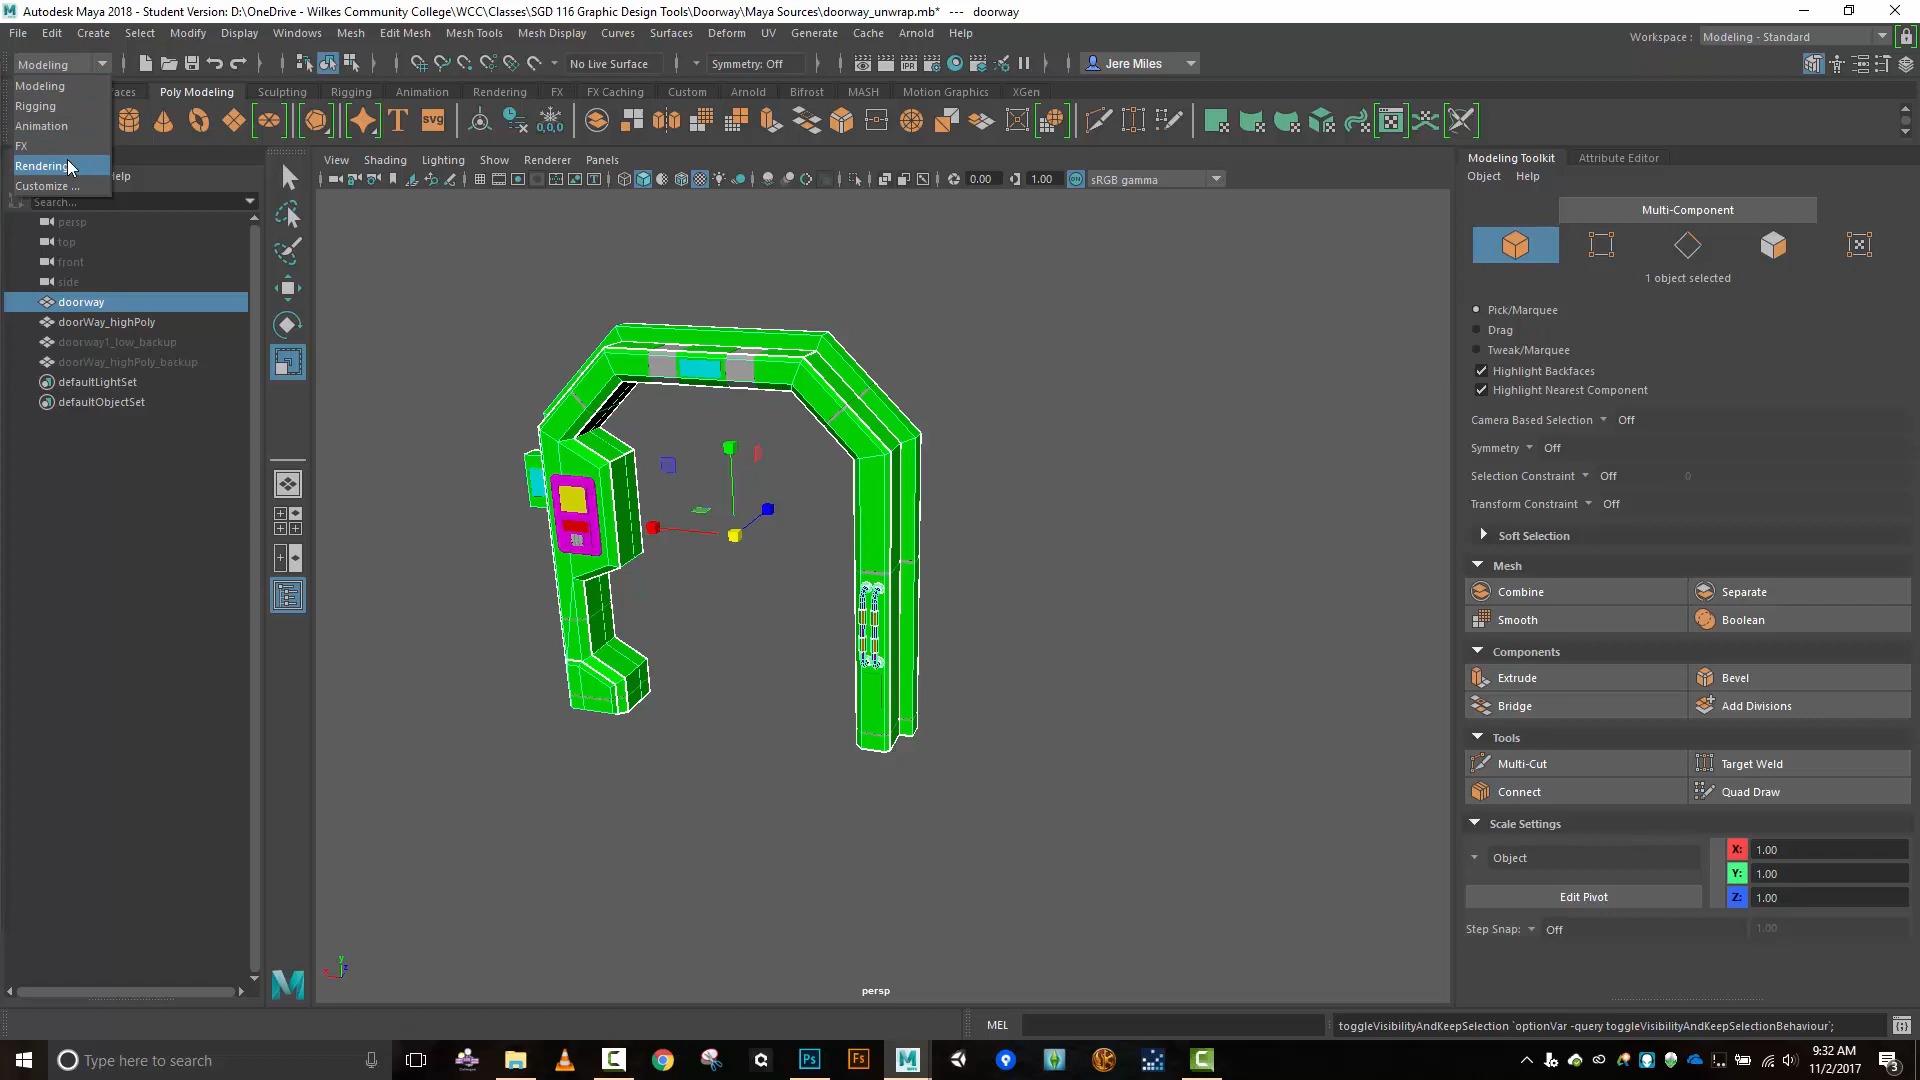 Autodesk Maya 2018 - Student Version: D:\OneDrive - Wilkes Community College\WCC\Classes\SGD 116 Graphic Design Tools\Doorway\Maya Sources\doorway_unwrap.mb* --- doorway
File Edit Create Select Modify Display Windows Mesh Edit Mesh Mesh Tools Mesh Display Curves Surfaces Deform UV Generate Cache Arnold Help
Workspace : Modeling - Standard
Modeling
No Live Surface
Symmetry: Off
Jere Miles
Modeling
Rigging
Animation
FX
Rendering
Customize ...
Poly Modeling Sculpting Rigging Animation Rendering FX FX Caching Custom Arnold Bifrost MASH Motion Graphics XGen
View Shading Lighting Show Renderer Panels
0.00 1.00 sRGB gamma
Search...
persp
top
front
side
doorway
doorWay_highPoly
doorway1_low_backup
doorWay_highPoly_backup
defaultLightSet
defaultObjectSet
persp
Modeling Toolkit Attribute Editor
Object Help
Multi-Component
1 object selected
Pick/Marquee
Drag
Tweak/Marquee
Highlight Backfaces
Highlight Nearest Component
Camera Based Selection Off
Symmetry Off
Selection Constraint Off 0
Transform Constraint Off
Soft Selection
Mesh
Combine Separate
Smooth Boolean
Components
Extrude Bevel
Bridge Add Divisions
Tools
Multi-Cut Target Weld
Connect Quad Draw
Scale Settings
Object
X: 1.00
Y: 1.00
Z: 1.00
Edit Pivot
Step Snap: Off 1.00
MEL
toggleVisibilityAndKeepSelection `optionVar -query toggleVisibilityAndKeepSelectionBehaviour`;
Type here to search
9:32 AM
11/2/2017